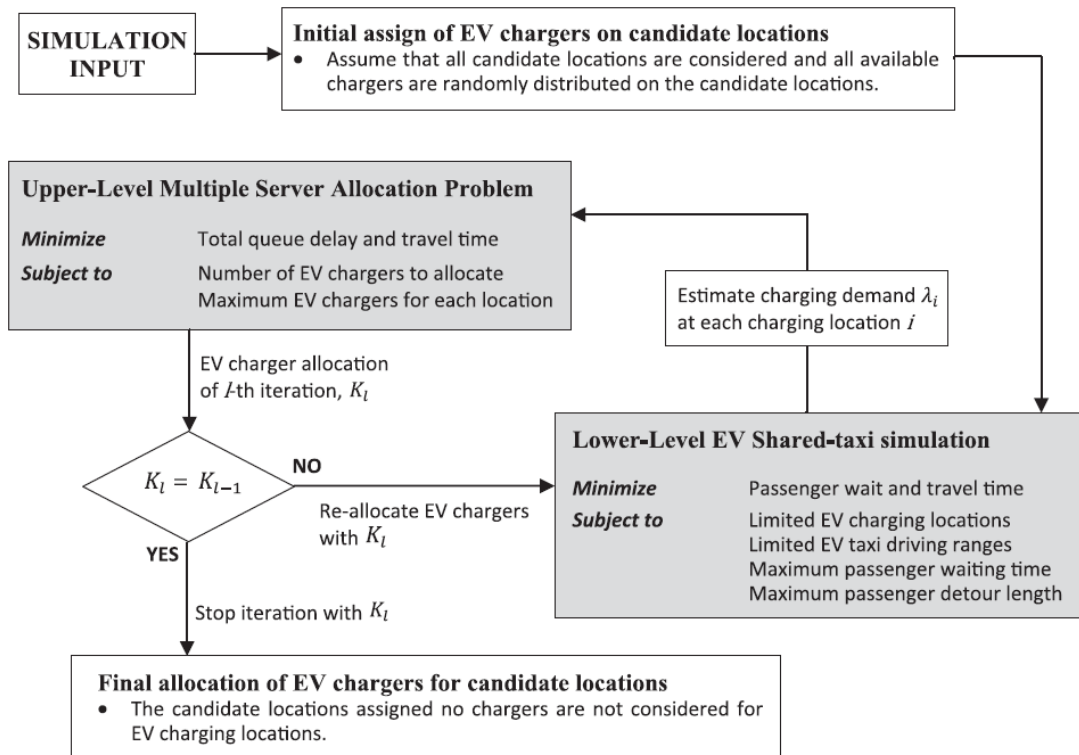 SIMULATION
INPUT
Initial assign of EV chargers on candidate locations
• Assume that all candidate locations are considered and all available
chargers are randomly distributed on the candidate locations.
Upper-Level Multiple Server Allocation Problem
Minimize Total queue delay and travel time
Subject to Number of EV chargers to allocate
Maximum EV chargers for each location
Estimate charging demand λᵢ
at each charging location i
EV charger allocation
of l-th iteration, Kₗ
Kₗ = Kₗ₋₁
NO
Re-allocate EV chargers
with Kₗ
YES
Stop iteration with Kₗ
Lower-Level EV Shared-taxi simulation
Minimize Passenger wait and travel time
Subject to Limited EV charging locations
Limited EV taxi driving ranges
Maximum passenger waiting time
Maximum passenger detour length
Final allocation of EV chargers for candidate locations
• The candidate locations assigned no chargers are not considered for
EV charging locations.